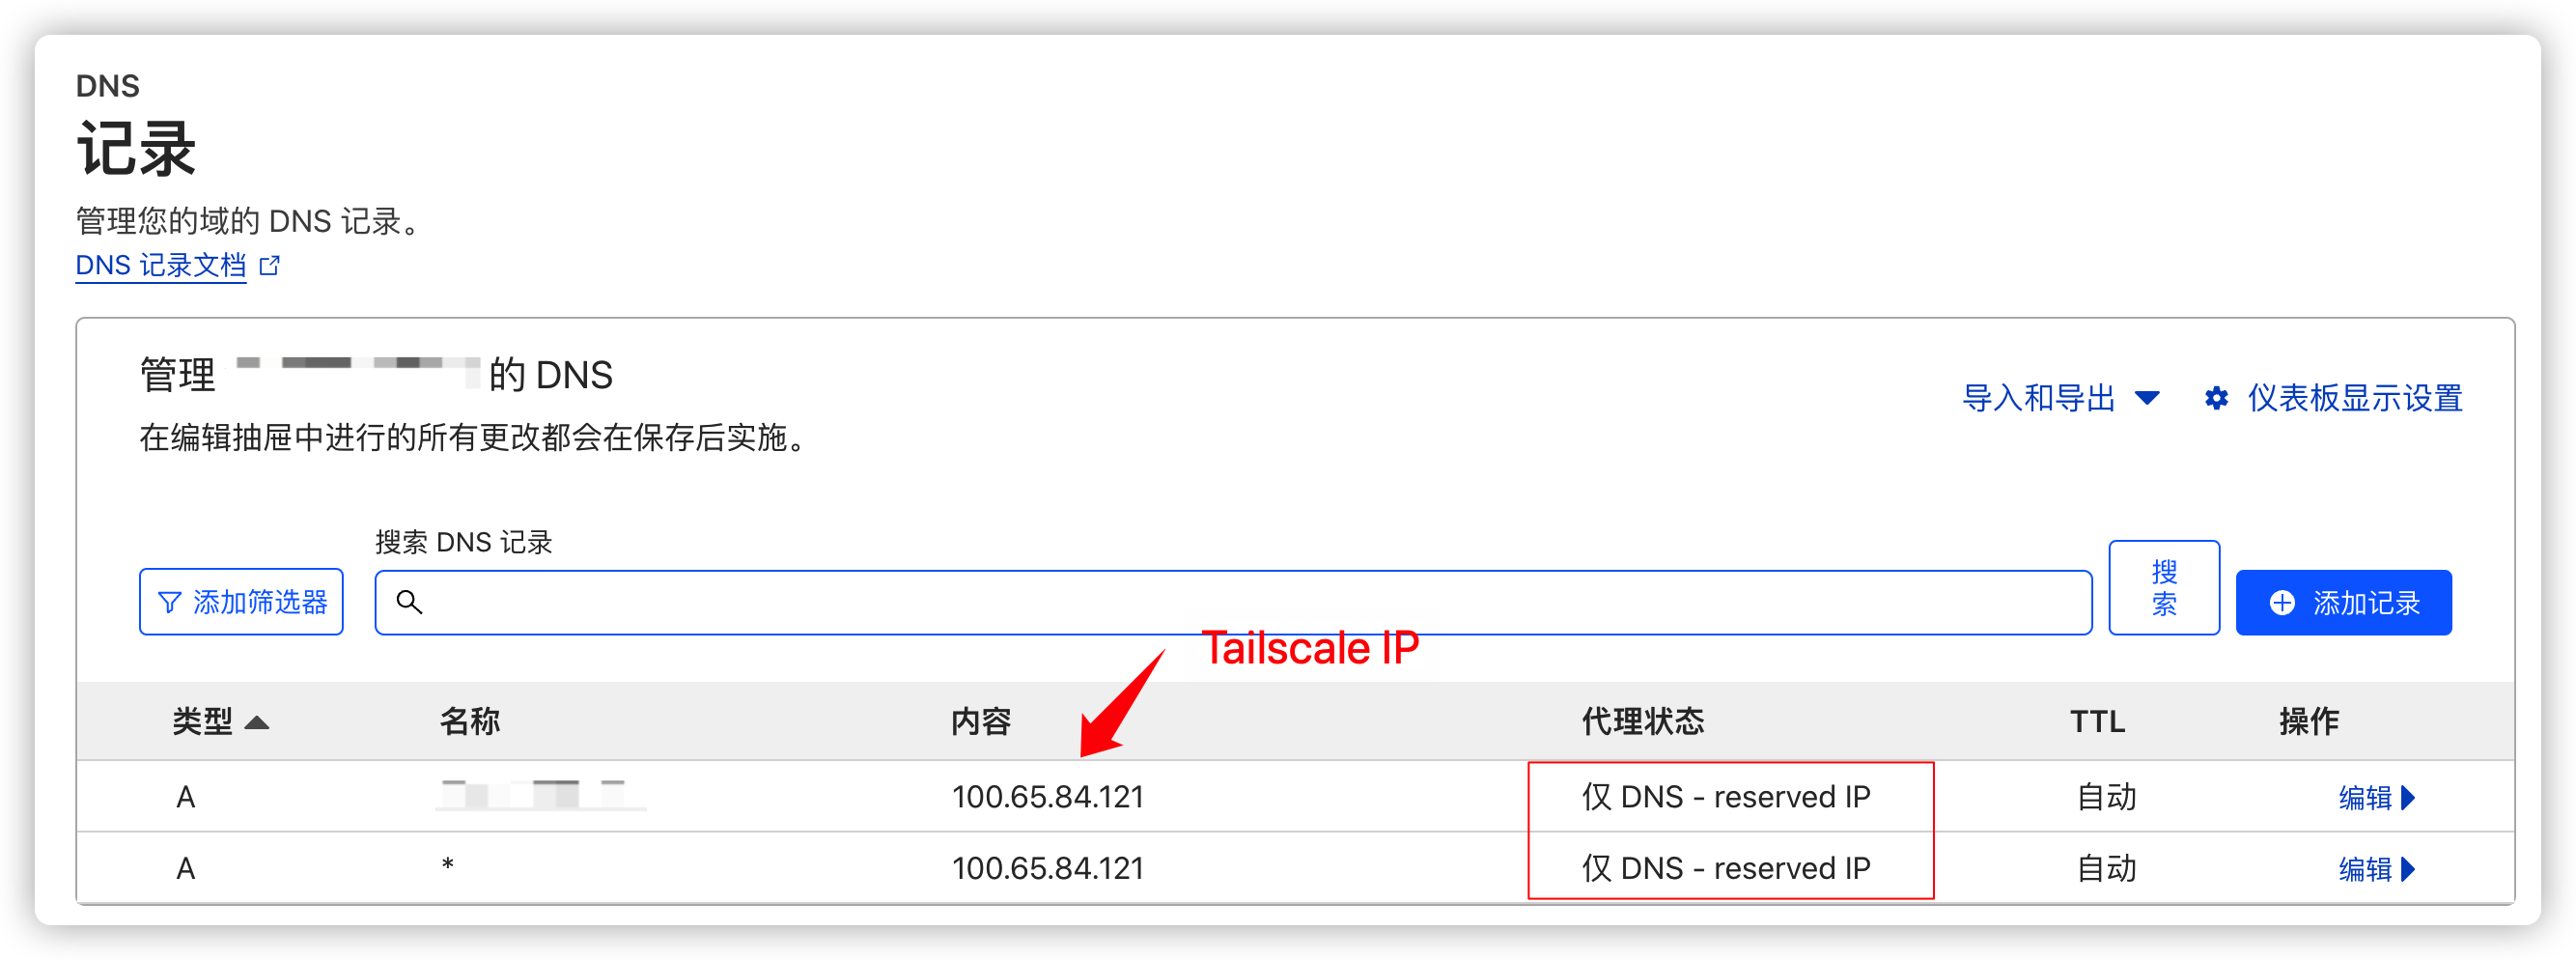 DNS
记录
管理您的域的 DNS 记录。
DNS 记录文档
管理 的 DNS
在编辑抽屉中进行的所有更改都会在保存后实施。
导入和导出 仪表板显示设置
搜索 DNS 记录
添加筛选器 搜索 添加记录
Tailscale IP
类型 名称 内容 代理状态 TTL 操作
A 100.65.84.121 仅 DNS - reserved IP 自动 编辑
A * 100.65.84.121 仅 DNS - reserved IP 自动 编辑